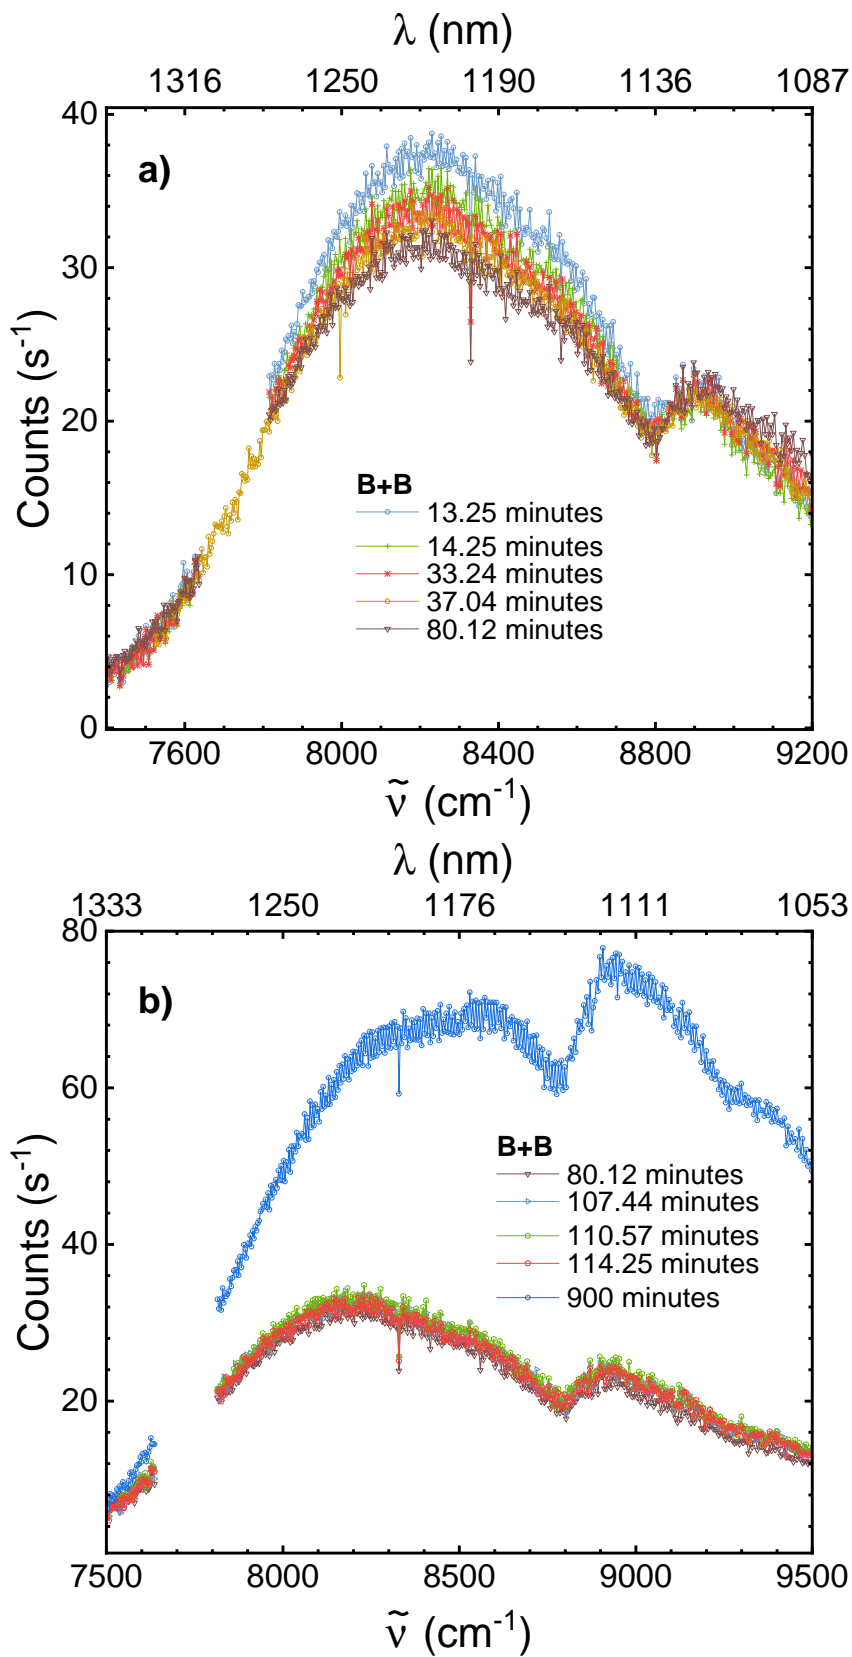 λ (nm)
1316 1250 1190 1136 1087
40
a)
30
Counts (s⁻¹)
20
B+B
13.25 minutes
14.25 minutes
10
33.24 minutes
37.04 minutes
80.12 minutes
0
7600 8000 8400 8800 9200
ν̃ (cm⁻¹)
λ (nm)
1333 1250 1176 1111 1053
80
b)
60
Counts (s⁻¹)
B+B
80.12 minutes
107.44 minutes
40
110.57 minutes
114.25 minutes
900 minutes
20
7500 8000 8500 9000 9500
ν̃ (cm⁻¹)